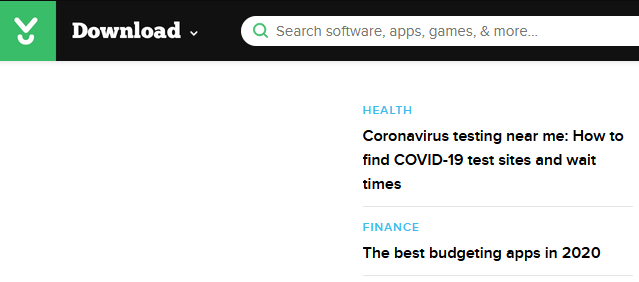 Download
Search software, apps, games, & more...
HEALTH
Coronavirus testing near me: How to
find COVID-19 test sites and wait
times
FINANCE
The best budgeting apps in 2020